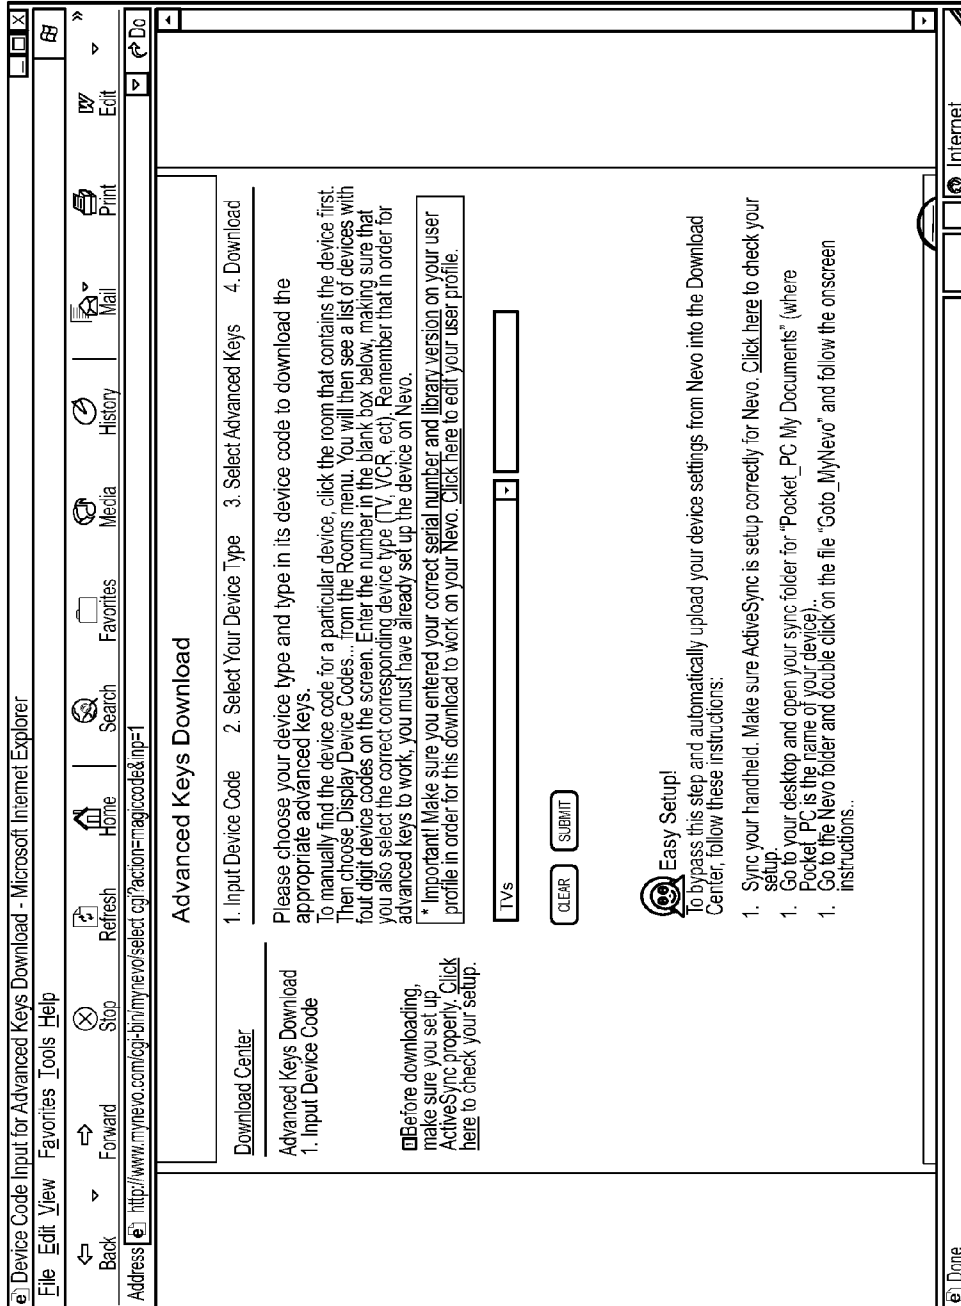 Device Code Input for Advanced Keys Download - Microsoft Internet Explorer
File Edit View Favorites Tools Help
Back Forward Stop Refresh Home Search Favorites Media History Mail Print Edit »
Address http://www.mynevo.com/cgi-bin/mynevo/select.cgi?action=magiccode&inp=1 Do
Advanced Keys Download
Download Center
1. Input Device Code 2. Select Your Device Type 3. Select Advanced Keys 4. Download
Advanced Keys Download
1. Input Device Code
Before downloading,
make sure you set up
ActiveSync properly. Click
here to check your setup.
Please choose your device type and type in its device code to download the
appropriate advanced keys.
To manually find the device code for a particular device, click the room that contains the device first.
Then choose Display Device Codes... from the Rooms menu. You will then see a list of devices with
fout digit device codes on the screen. Enter the number in the blank box below, making sure that
you also select the correct corresponding device type (TV, VCR, ect). Remember that in order for
advanced keys to work, you must have already set up the device on Nevo.
* Important! Make sure you entered your correct serial number and library version on your user
profile in order for this download to work on your Nevo. Click here to edit your user profile.
TVs
CLEAR SUBMIT
Easy Setup!
To bypass this step and automatically upload your device settings from Nevo into the Download
Center, follow these instructions:
1. Sync your handheld. Make sure ActiveSync is setup correctly for Nevo. Click here to check your
setup.
1. Go to your desktop and open your sync folder for “Pocket_PC My Documents” (where
Pocket_PC is the name of your device)..
1. Go to the Nevo folder and double click on the file “Goto_MyNevo” and follow the onscreen
instructions..
Done Internet